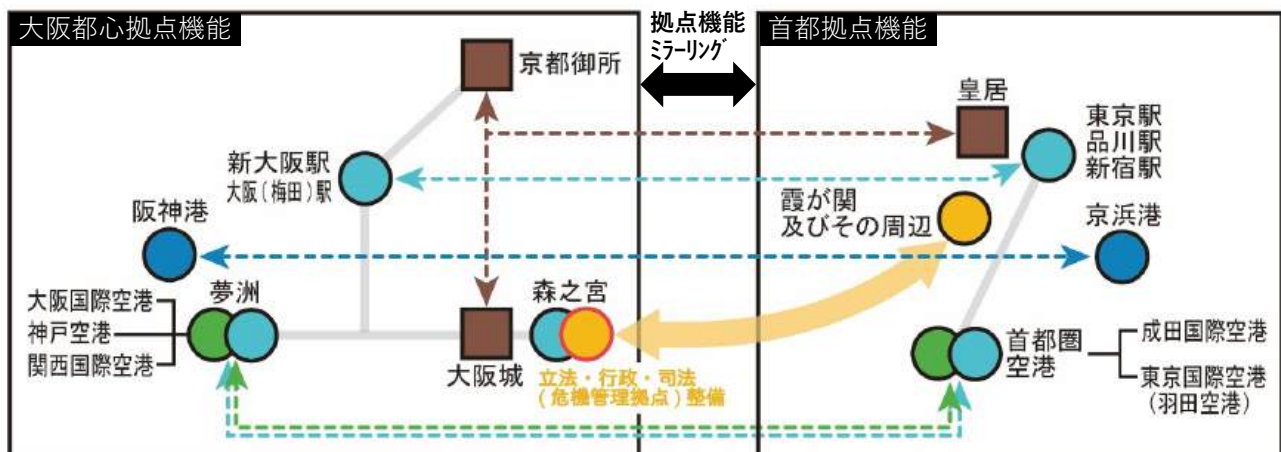 大阪都心拠点機能
京都御所
新大阪駅
大阪(梅田)駅
阪神港
大阪国際空港
神戸空港
関西国際空港
夢洲
大阪城
森之宮
立法・行政・司法
(危機管理拠点)整備
拠点機能
ﾐﾗｰﾘﾝｸﾞ
首都拠点機能
皇居
東京駅
品川駅
新宿駅
霞が関
及びその周辺
京浜港
首都圏
空港
成田国際空港
東京国際空港
(羽田空港)